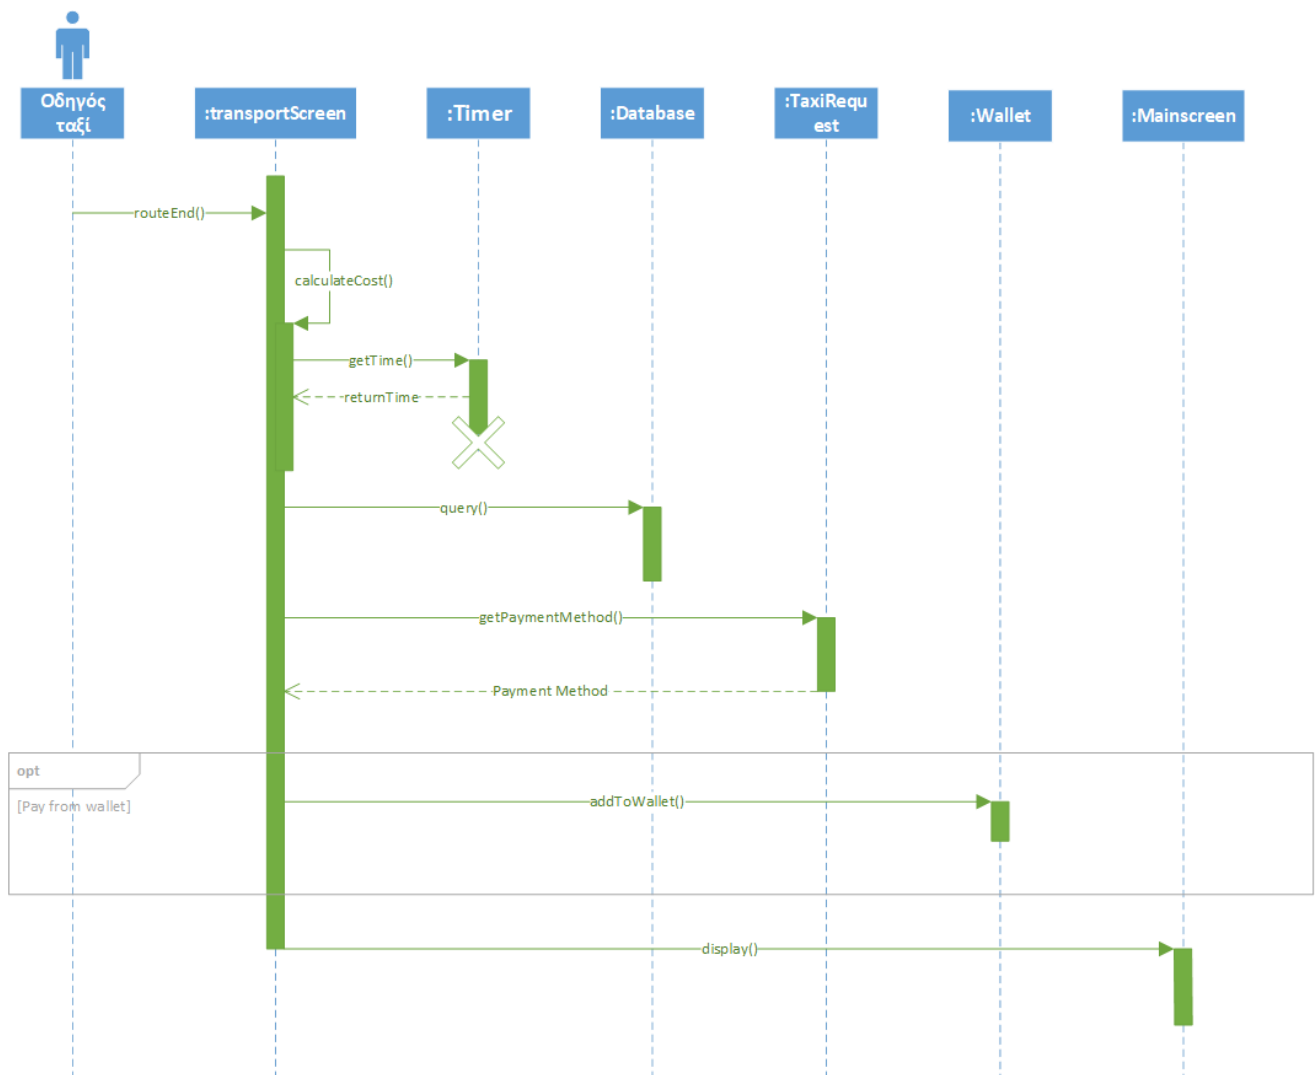 Οδηγός
ταξί
:transportScreen
:Timer
:Database
:TaxiRequ
est
:Wallet
:Mainscreen
routeEnd()
calculateCost()
getTime()
returnTime
query()
getPaymentMethod()
Payment Method
opt
[Pay from wallet]
addToWallet()
display()